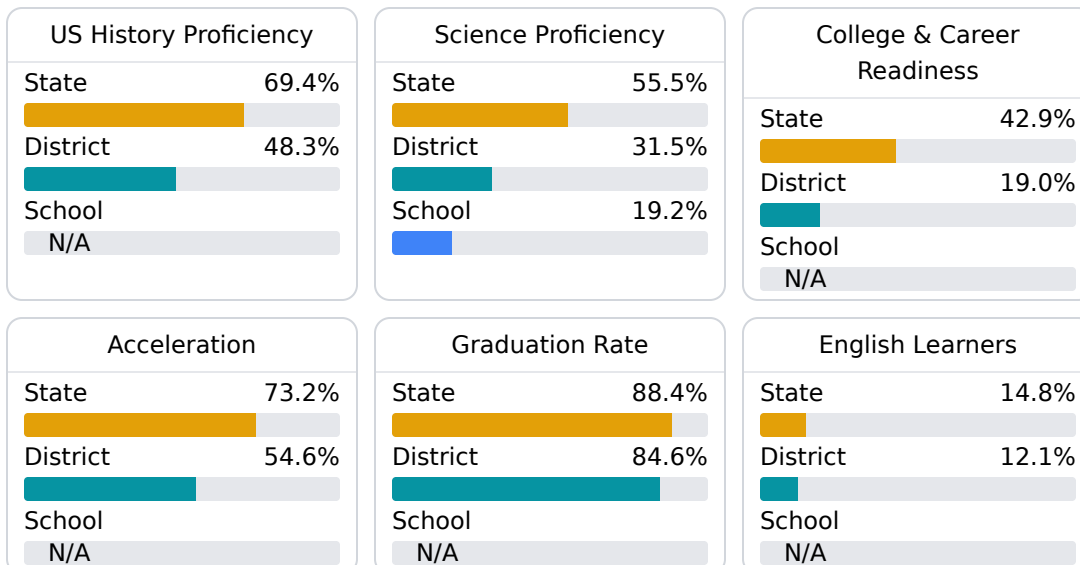 US History Proficiency
State 69.4%
District 48.3%
School
N/A
Science Proficiency
State 55.5%
District 31.5%
School 19.2%
College & Career
Readiness
State 42.9%
District 19.0%
School
N/A
Acceleration
State 73.2%
District 54.6%
School
N/A
Graduation Rate
State 88.4%
District 84.6%
School
N/A
English Learners
State 14.8%
District 12.1%
School
N/A